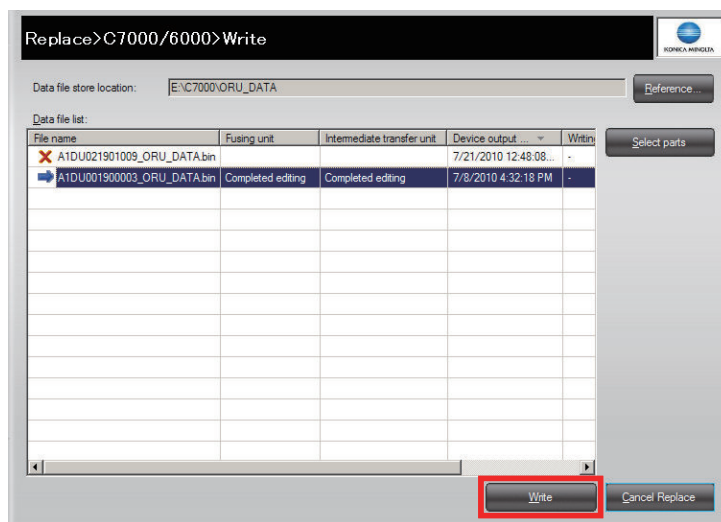 Replace>C7000/6000>Write
KONICA MINOLTA
Data file store location: E:\C7000\ORU_DATA Reference...
Data file list:
File name Fusing unit Intermediate transfer unit Device output ... Writin
Select parts
A1DU021901009_ORU_DATA.bin 7/21/2010 12:48:08... -
A1DU001900003_ORU_DATA.bin Completed editing Completed editing 7/8/2010 4:32:18 PM -
Write Cancel Replace